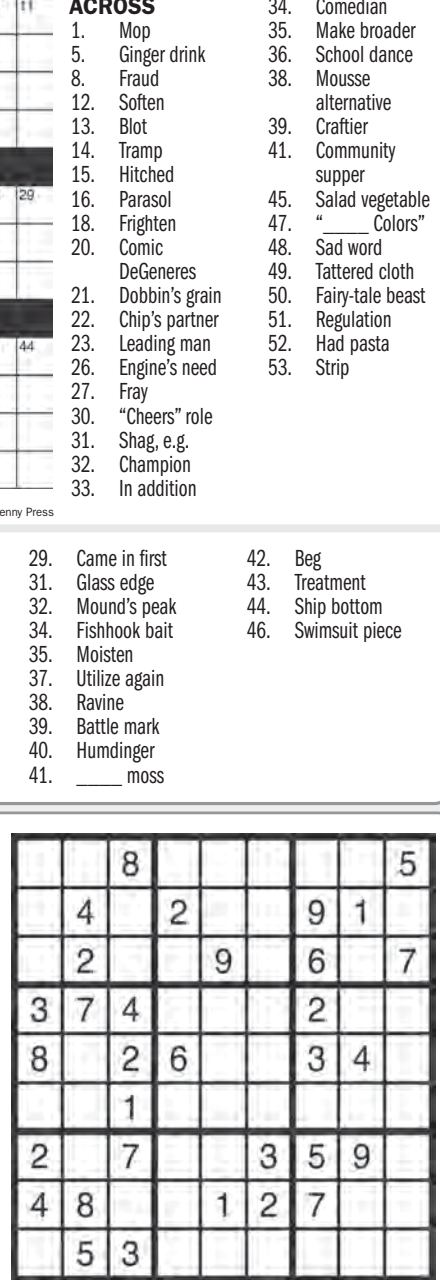 11
29
44
enny Press
ACROSS
1. Mop
5. Ginger drink
8. Fraud
12. Soften
13. Blot
14. Tramp
15. Hitched
16. Parasol
18. Frighten
20. Comic
DeGeneres
21. Dobbin's grain
22. Chip's partner
23. Leading man
26. Engine's need
27. Fray
30. “Cheers” role
31. Shag, e.g.
32. Champion
33. In addition
34. Comedian
35. Make broader
36. School dance
38. Mousse
alternative
39. Craftier
41. Community
supper
45. Salad vegetable
47. “____ Colors”
48. Sad word
49. Tattered cloth
50. Fairy-tale beast
51. Regulation
52. Had pasta
53. Strip
29. Came in first
31. Glass edge
32. Mound's peak
34. Fishhook bait
35. Moisten
37. Utilize again
38. Ravine
39. Battle mark
40. Humdinger
41. ____ moss
42. Beg
43. Treatment
44. Ship bottom
46. Swimsuit piece
8 5
4 2 9 1
2 9 6 7
3 7 4 2
8 2 6 3 4
1
2 7 3 5 9
4 8 1 2 7
5 3